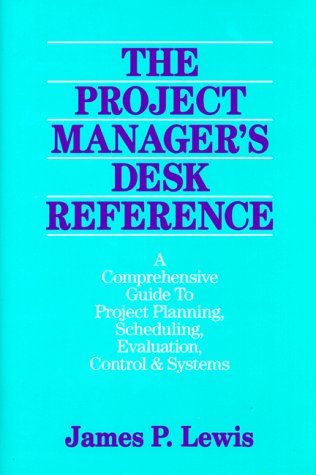 THE
PROJECT
MANAGER'S
DESK
REFERENCE
A
Comprehensive
Guide To
Project Planning,
Scheduling,
Evaluation,
Control & Systems
James P. Lewis